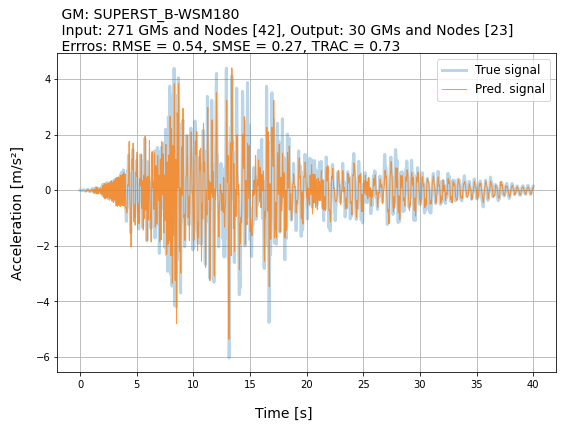 GM: SUPERST_B-WSM180
Input: 271 GMs and Nodes [42], Output: 30 GMs and Nodes [23]
Errros: RMSE = 0.54, SMSE = 0.27, TRAC = 0.73
True signal
Pred. signal
4
2
0
−2
−4
−6
Acceleration [m/s²]
0 5 10 15 20 25 30 35 40
Time [s]